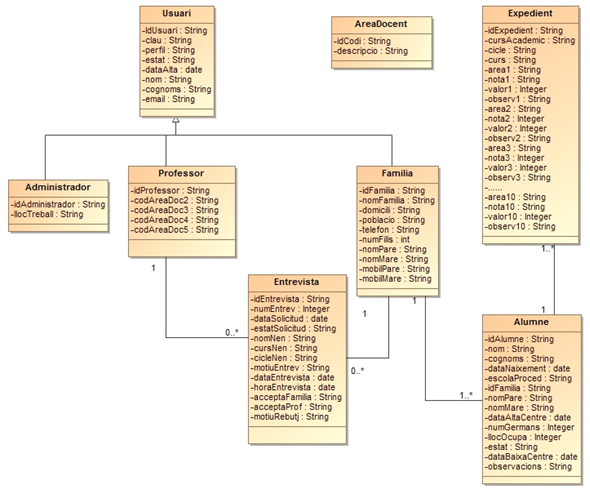 Usuari
-IdUsuari : String
-clau : String
-perfil : String
-estat : String
-dataAlta : date
-nom : String
-cognoms : String
-email : String
AreaDocent
-idCodi : String
-descripcio : String
Expedient
-idExpedient : String
-cursAcademic : String
-cicle : String
-curs : String
-area1 : String
-nota1 : String
-valor1 : Integer
-observ1 : String
-area2 : String
-nota2 : Integer
-valor2 : Integer
-observ2 : String
-area3 : String
-nota3 : Integer
-valor3 : Integer
-observ3 : String
-......
-area10 : String
-nota10 : String
-valor10 : Integer
-observ10 : String
Administrador
-idAdministrador : String
-llocTreball : String
Professor
-idProfessor : String
-codAreaDoc2 : String
-codAreaDoc3 : String
-codAreaDoc4 : String
-codAreaDoc5 : String
Familia
-idFamilia : String
-nomFamilia : String
-domicili : String
-poblacio : String
-telefon : String
-numFills : int
-nomPare : String
-nomMare : String
-mobilPare : String
-mobilMare : String
1
0..*
Entrevista
-idEntrevista : String
-numEntrev : Integer
-dataSolicitud : date
-estatSolicitud : String
-nomNen : String
-cursNen : String
-cicleNen : String
-motiuEntrev : String
-dataEntrevista : date
-horaEntrevista : date
-acceptaFamilia : String
-acceptaProf : String
-motiuRebutj : String
1
0..*
1
1..*
1..*
1
Alumne
-idAlumne : String
-nom : String
-cognoms : String
-dataNaixement : date
-escolaProced : String
-idFamilia : String
-nomPare : String
-nomMare : String
-dataAltaCentre : date
-numGermans : Integer
-llocOcupa : Integer
-estat : String
-dataBaixaCentre : date
-observacions : String